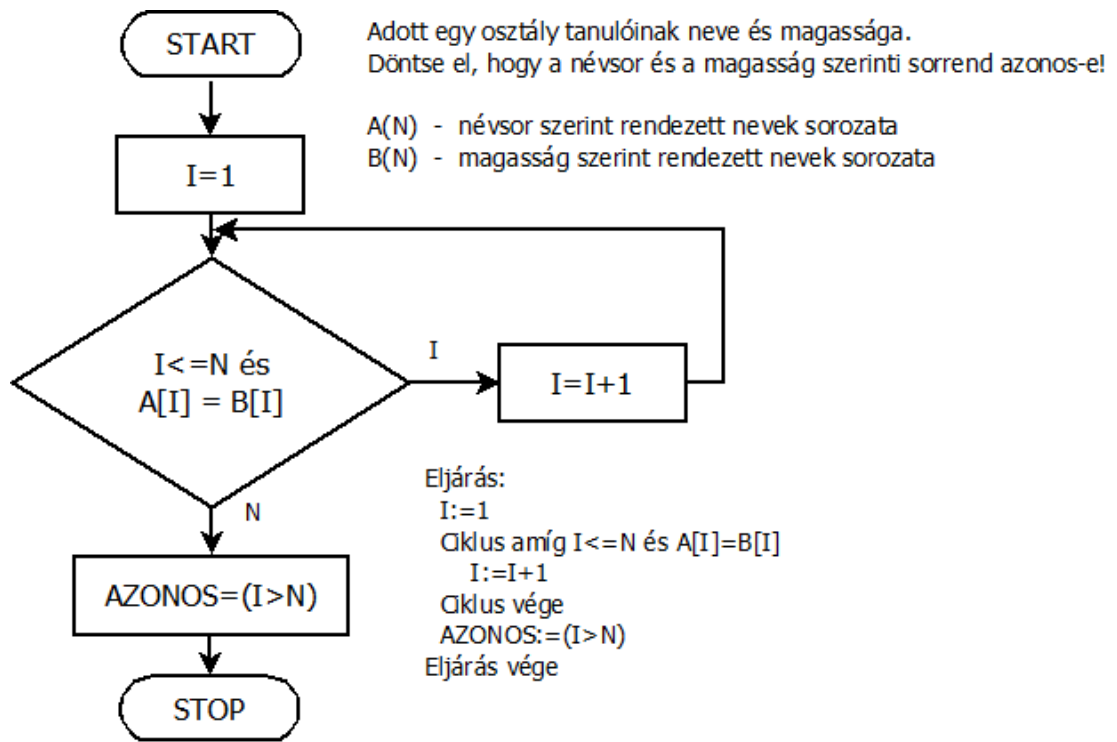 START
Adott egy osztály tanulóinak neve és magassága.
Döntse el, hogy a névsor és a magasság szerinti sorrend azonos-e!
A(N) - névsor szerint rendezett nevek sorozata
B(N) - magasság szerint rendezett nevek sorozata
I=1
I<=N és
A[I] = B[I]
I
I=I+1
N
AZONOS=(I>N)
STOP
Eljárás:
I:=1
Ciklus amíg I<=N és A[I]=B[I]
I:=I+1
Ciklus vége
AZONOS:=(I>N)
Eljárás vége